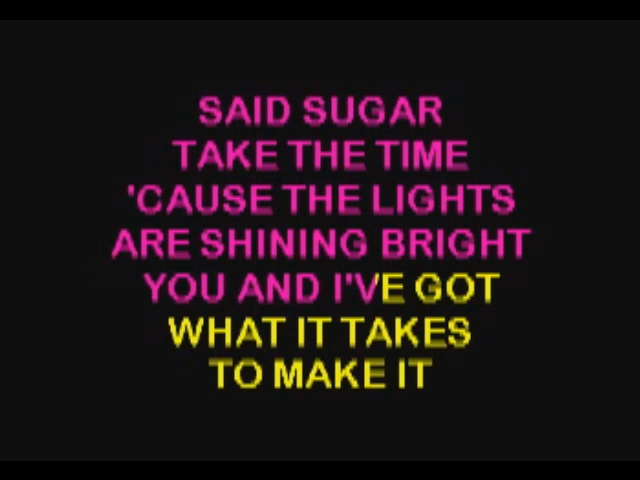 SAID SUGAR
TAKE THE TIME
'CAUSE THE LIGHTS
ARE SHINING BRIGHT
YOU AND I'VE GOT
WHAT IT TAKES
TO MAKE IT